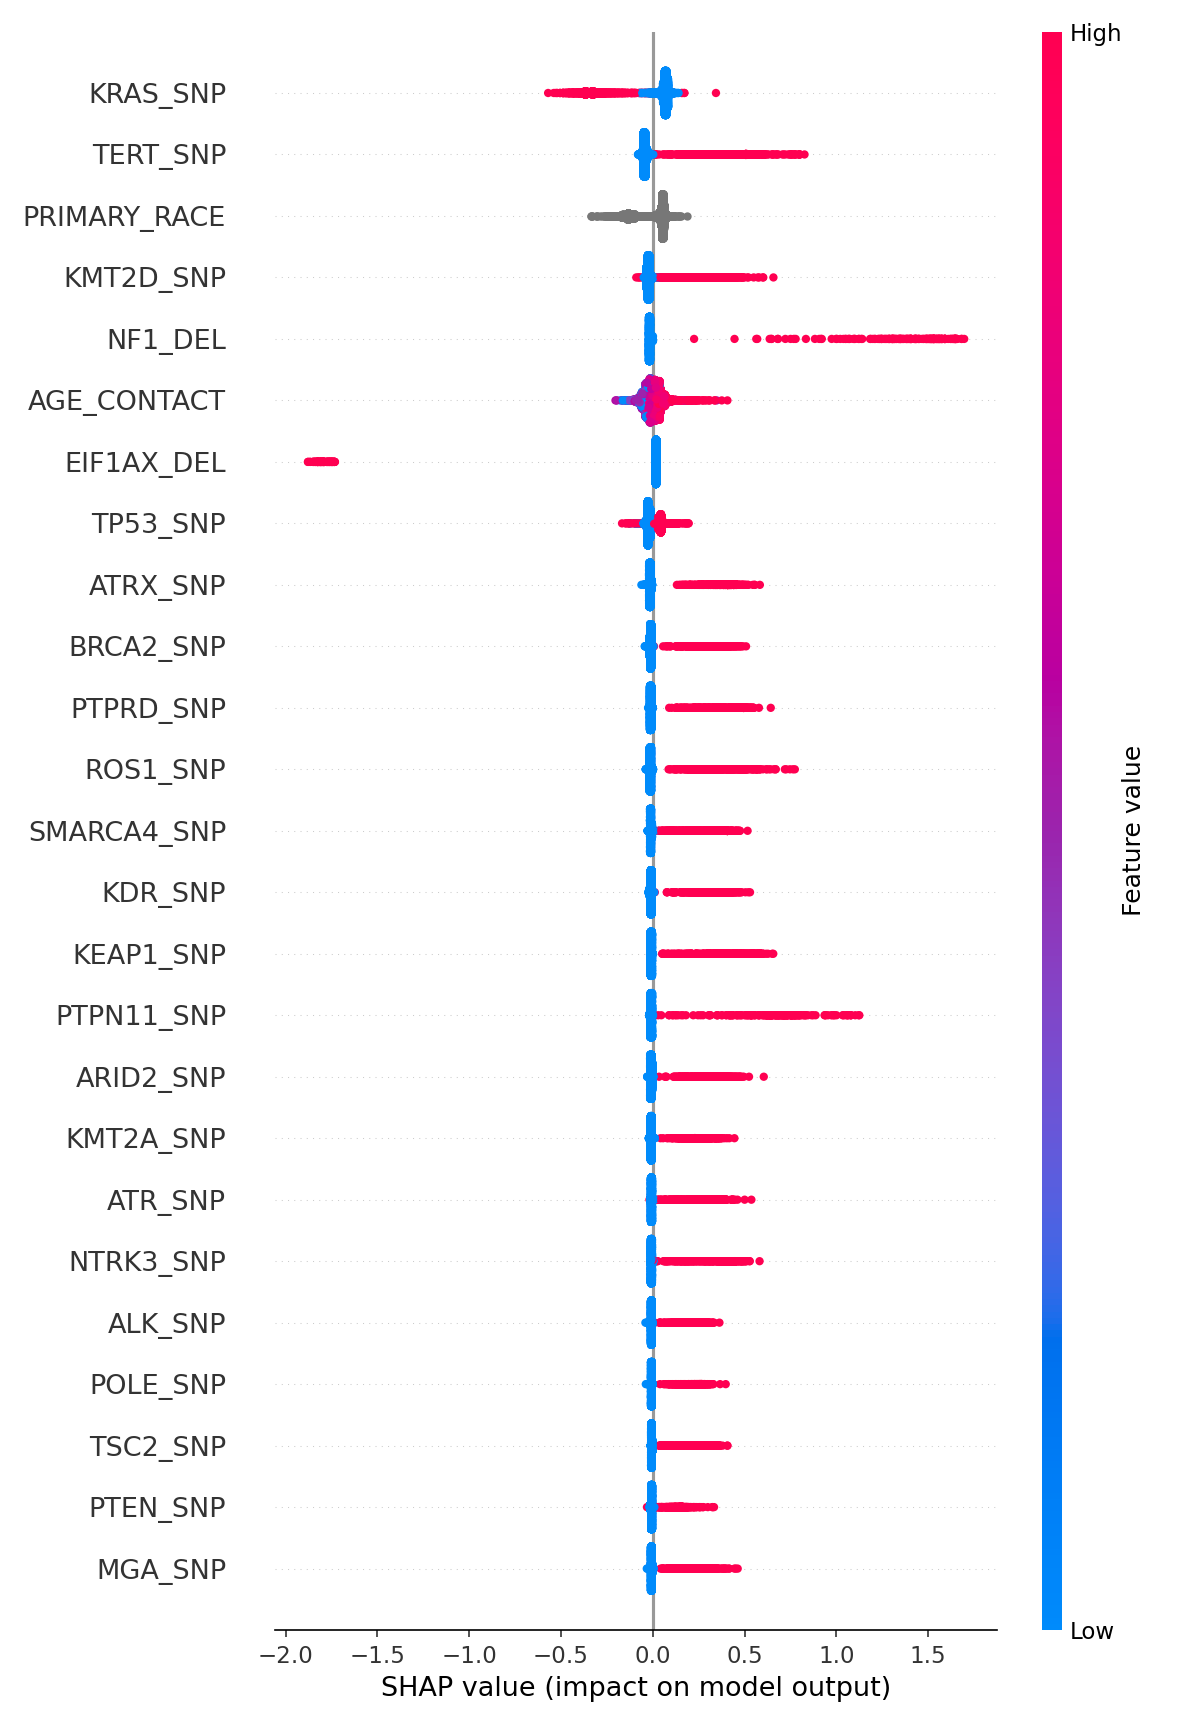 High
KRAS_SNP
TERT_SNP
PRIMARY_RACE
KMT2D_SNP
NF1_DEL
AGE_CONTACT
EIF1AX_DEL
TP53_SNP
ATRX_SNP
BRCA2_SNP
PTPRD_SNP
ROS1_SNP
SMARCA4_SNP
KDR_SNP
KEAP1_SNP
PTPN11_SNP
ARID2_SNP
KMT2A_SNP
ATR_SNP
NTRK3_SNP
ALK_SNP
POLE_SNP
TSC2_SNP
PTEN_SNP
MGA_SNP
Feature value
Low
−2.0 −1.5 −1.0 −0.5 0.0 0.5 1.0 1.5
SHAP value (impact on model output)